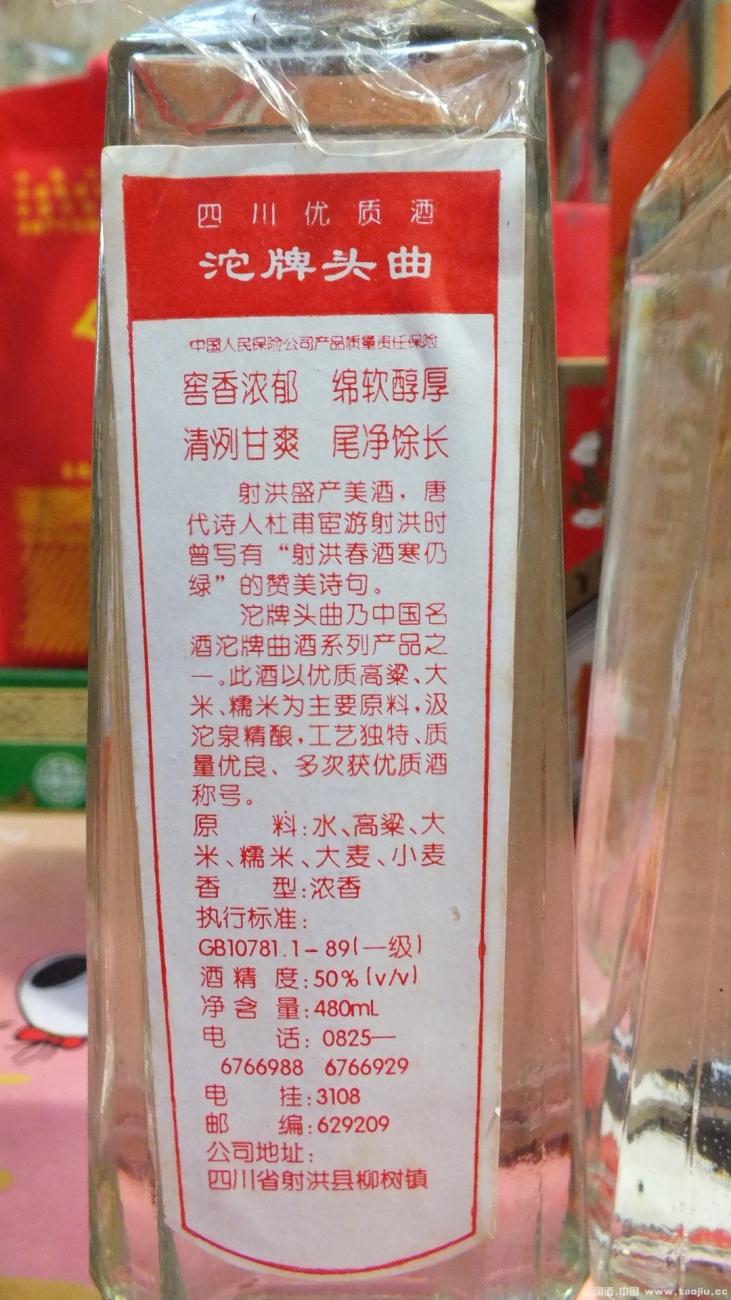 四川优质酒
沱牌头曲
中国人民保险公司产品质量责任保险
窖香浓郁 绵软醇厚
清冽甘爽 尾净馀长
射洪盛产美酒，唐
代诗人杜甫宦游射洪时
曾写有“射洪春酒寒仍
绿”的赞美诗句。
沱牌头曲乃中国名
酒沱牌曲酒系列产品之
一。此酒以优质高粱、大
米、糯米为主要原料，汲
沱泉精酿，工艺独特、质
量优良、多次获优质酒
称号。
原 料：水、高粱、大
米、糯米、大麦、小麦
香 型：浓香
执行标准：
GB10781.1-89(一级)
酒精度：50%(v/v)
净含量：480mL
电 话：0825—
6766988 6766929
电 挂：3108
邮 编：629209
公司地址：
四川省射洪县柳树镇
www.taojiu.cc